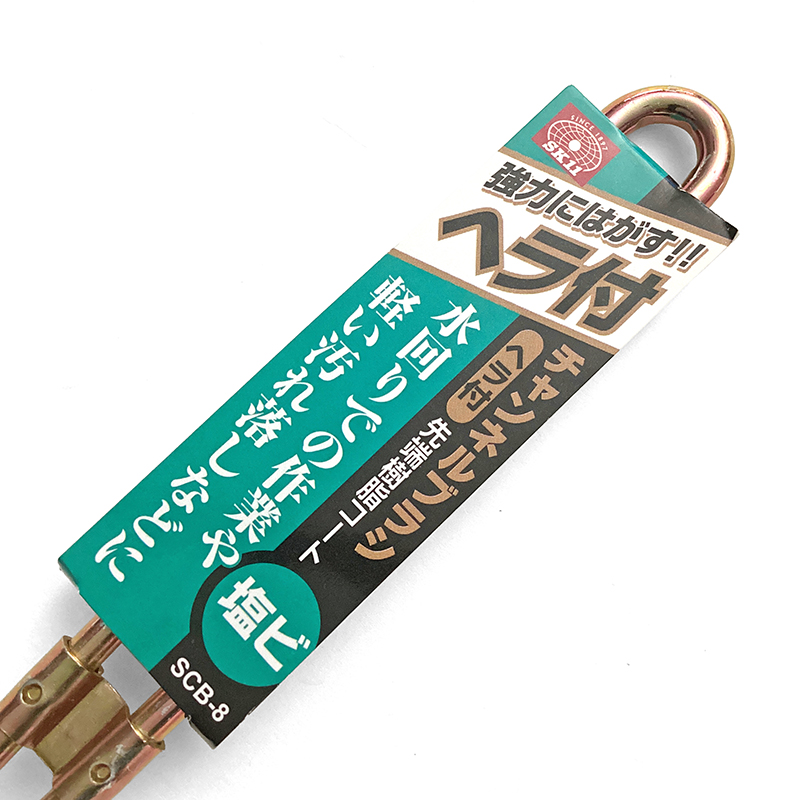 SINCE 1897
SK11
強力にはがす!!
ヘラ付
チャンネルブラシ
ヘラ付
先端樹脂コート
水回りでの作業や
軽い汚れ落しなどに
塩ビ
SCB-8